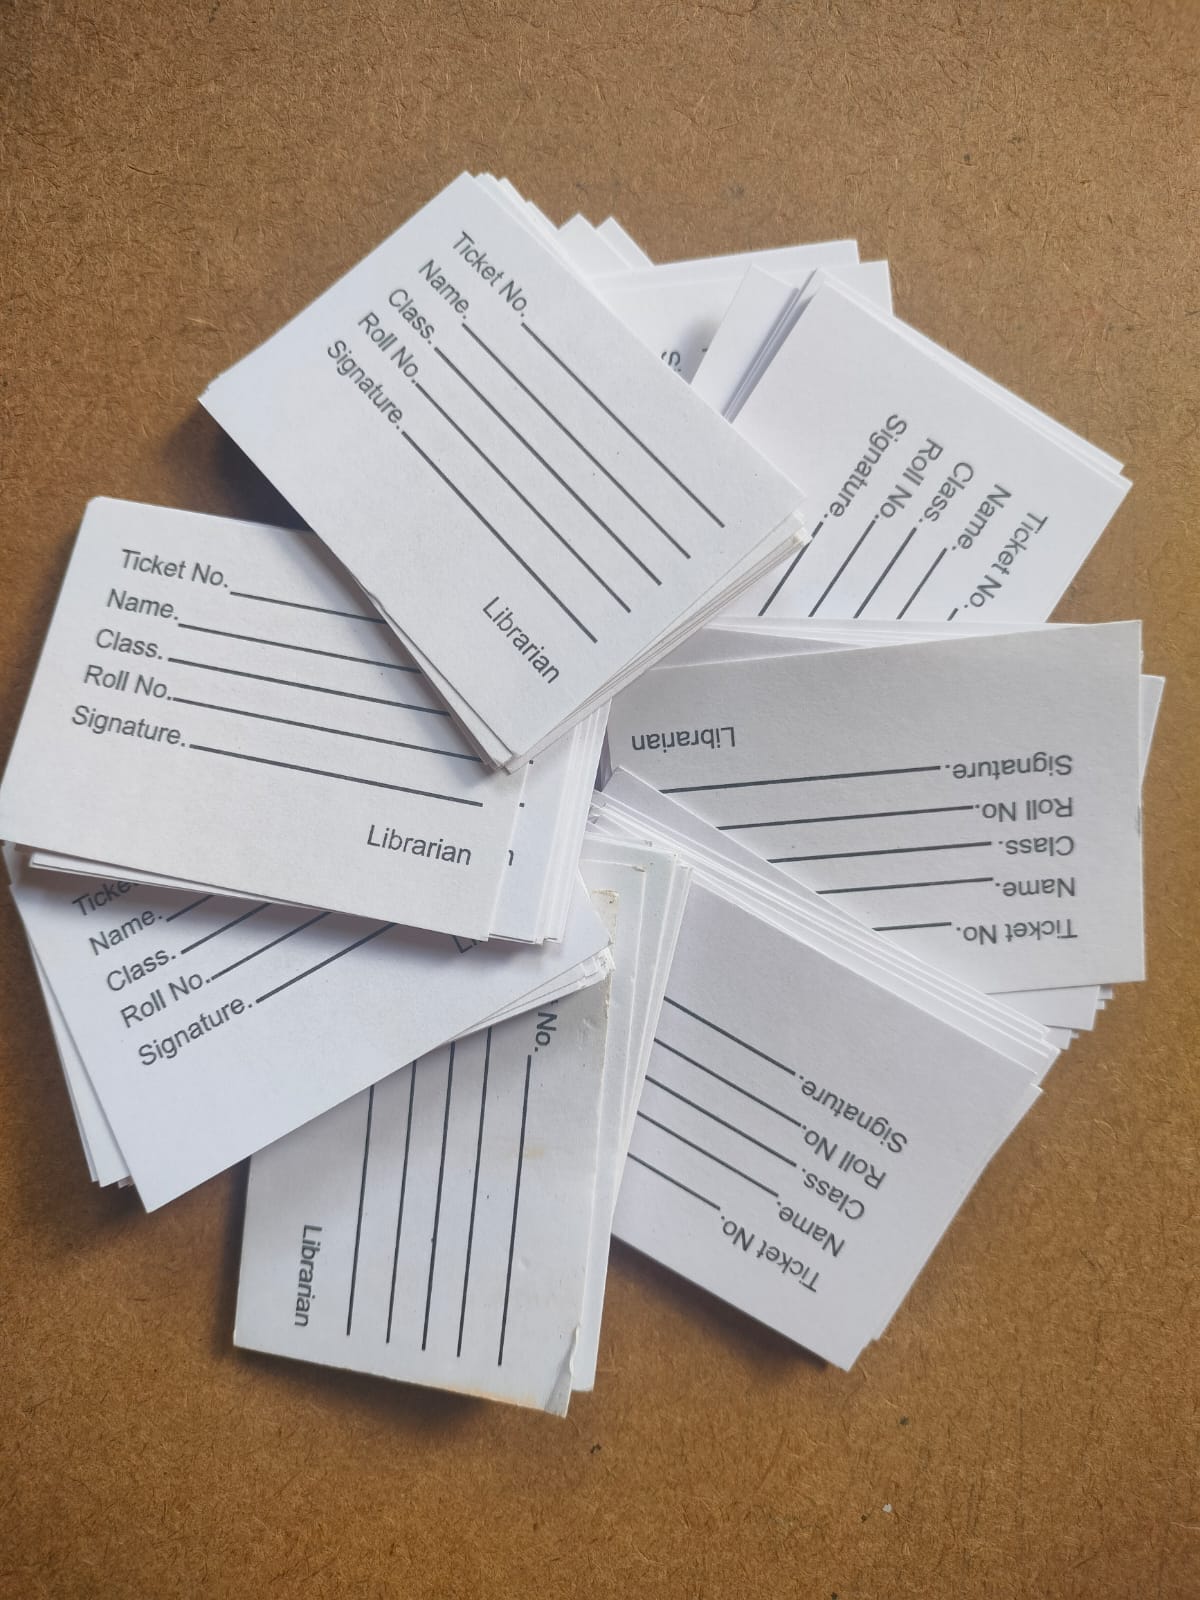 Ticket No.
Name.
Class.
Roll No.
Signature.
Librarian
Signature.
Roll No.
Class.
Name.
Ticket No.
Ticket No.
Name.
Class.
Roll No.
Signature.
Librarian
Librarian
Signature.
Roll No.
Class.
Name.
Ticket No.
Name.
Class.
Roll No.
Signature.
No.
Librarian
Signature.
Roll No.
Class.
Name.
Ticket No.